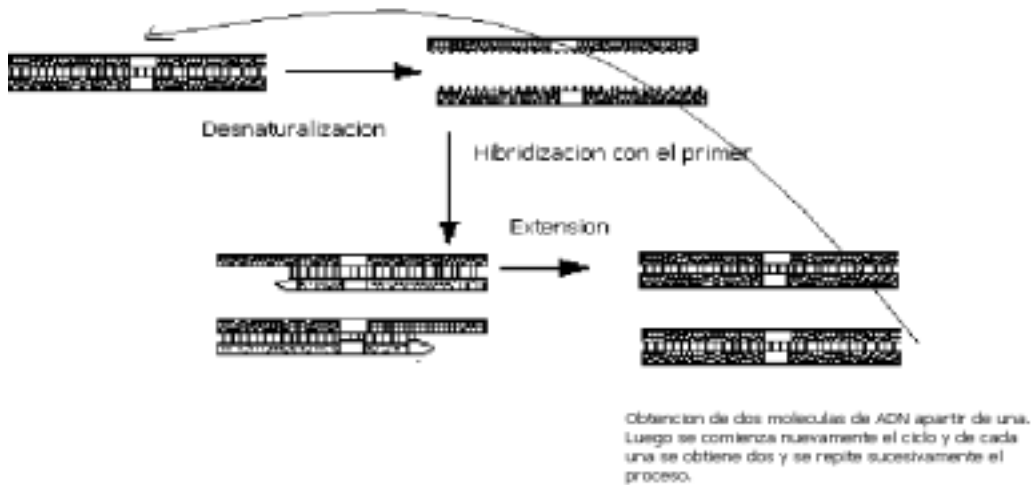 Desnaturalizacion
Hibridizacion con el primer
Extension
Obtencion de dos moleculas de ADN apartir de una.
Luego se comienza nuevamente el ciclo y de cada
una se obtiene dos y se repite sucesivamente el
proceso.